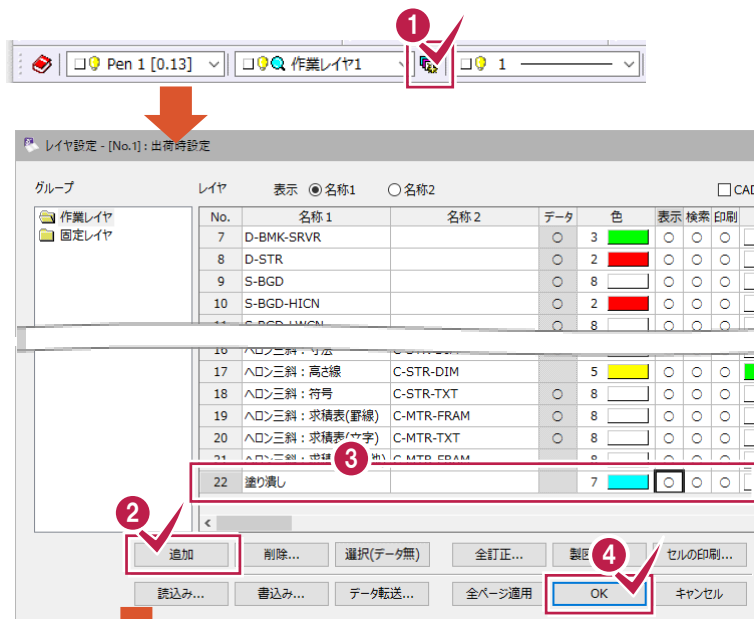 1
Pen 1 [0.13]
作業レイヤ1
1
レイヤ設定 - [No.1] : 出荷時設定
グループ
レイヤ
表示
名称1
名称2
作業レイヤ
固定レイヤ
No. 名称 1 名称 2 データ 色 表示 検索 印刷
7 D-BMK-SRVR ○ 3 ○ ○ ○
8 D-STR ○ 2 ○ ○ ○
9 S-BGD ○ 8 ○ ○ ○
10 S-BGD-HICN ○ 2 ○ ○ ○
17 ヘロン三斜：高さ線 C-STR-DIM 5 ○ ○ ○
18 ヘロン三斜：符号 C-STR-TXT ○ 8 ○ ○ ○
19 ヘロン三斜：求積表(罫線) C-MTR-FRAM ○ 8 ○ ○ ○
20 ヘロン三斜：求積表(文字) C-MTR-TXT ○ 8 ○ ○ ○
3
22 塗り潰し 7 ○ ○ ○
2
4
追加 削除... 選択(データ無) 全訂正... セルの印刷...
読込み... 書込み... データ転送... 全ページ適用 OK キャンセル